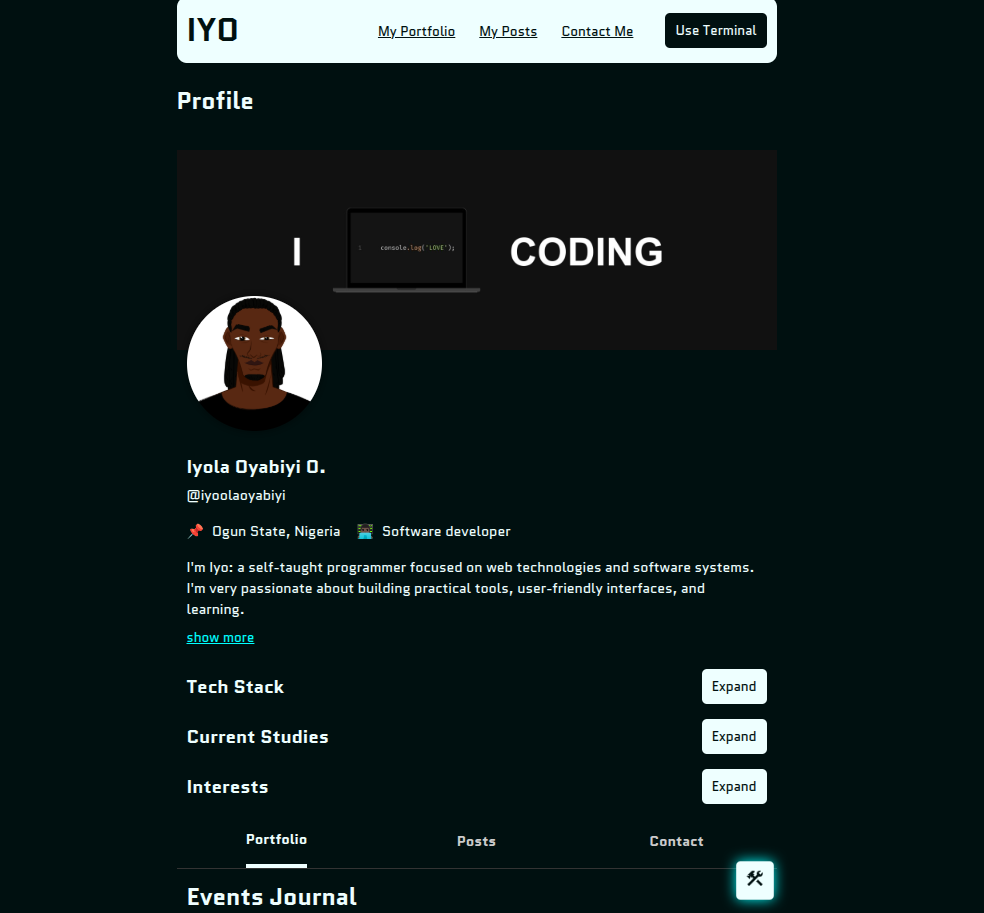 IYO
My Portfolio My Posts Contact Me Use Terminal
Profile
I 1 console.log("LOVE"); CODING
Iyola Oyabiyi O.
@iyoolaoyabiyi
Ogun State, Nigeria Software developer
I'm Iyo: a self-taught programmer focused on web technologies and software systems.
I'm very passionate about building practical tools, user-friendly interfaces, and
learning.
show more
Tech Stack Expand
Current Studies Expand
Interests Expand
Portfolio Posts Contact
Events Journal